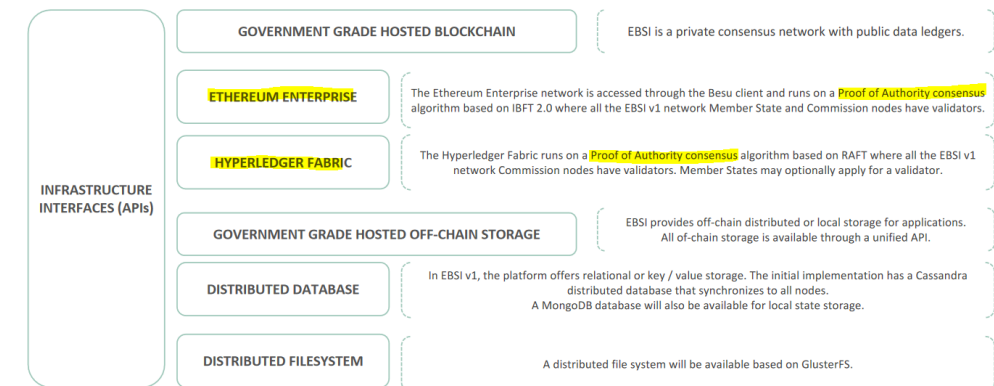 INFRASTRUCTURE
INTERFACES (APIs)
GOVERNMENT GRADE HOSTED BLOCKCHAIN
EBSI is a private consensus network with public data ledgers.
ETHEREUM ENTERPRISE
The Ethereum Enterprise network is accessed through the Besu client and runs on a Proof of Authority consensus
algorithm based on IBFT 2.0 where all the EBSI v1 network Member State and Commission nodes have validators.
HYPERLEDGER FABRIC
The Hyperledger Fabric runs on a Proof of Authority consensus algorithm based on RAFT where all the EBSI v1
network Commission nodes have validators. Member States may optionally apply for a validator.
GOVERNMENT GRADE HOSTED OFF-CHAIN STORAGE
EBSI provides off-chain distributed or local storage for applications.
All of-chain storage is available through a unified API.
DISTRIBUTED DATABASE
In EBSI v1, the platform offers relational or key / value storage. The initial implementation has a Cassandra
distributed database that synchronizes to all nodes.
A MongoDB database will also be available for local state storage.
DISTRIBUTED FILESYSTEM
A distributed file system will be available based on GlusterFS.